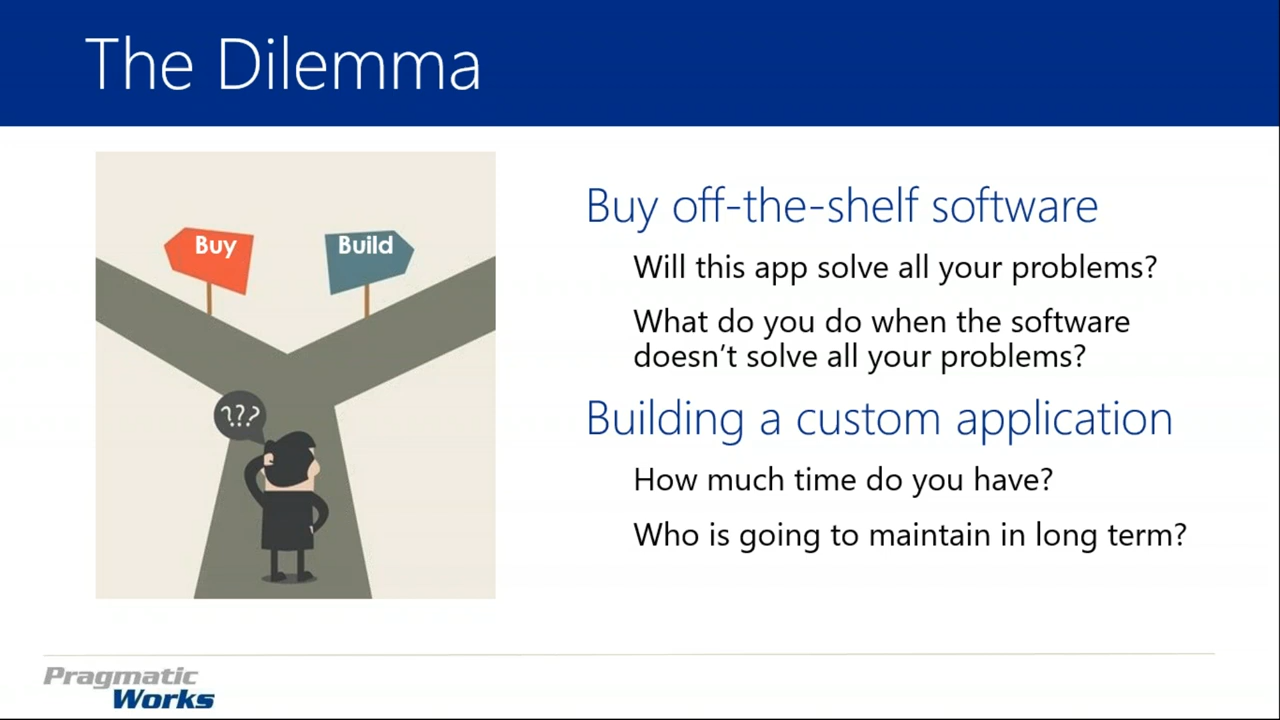 The Dilemma
Buy
Build
???
Buy off-the-shelf software
Will this app solve all your problems?
What do you do when the software
doesn’t solve all your problems?
Building a custom application
How much time do you have?
Who is going to maintain in long term?
Pragmatic
Works